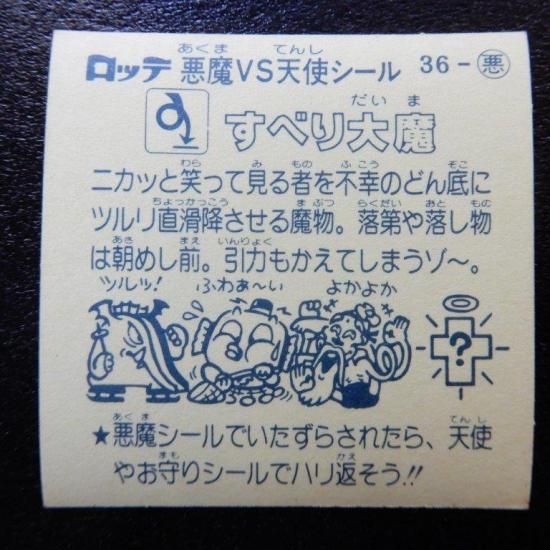 ロッテ 悪魔VS天使シール 36-悪
すべり大魔
ニカッと笑って見る者を不幸のどん底に
ツルリ直滑降させる魔物。落第や落し物
は朝めし前。引力もかえてしまうゾ〜。
ツルッ! ふわぁ〜い よかよか
?
★悪魔シールでいたずらされたら、天使
やお守りシールでハリ返そう!!